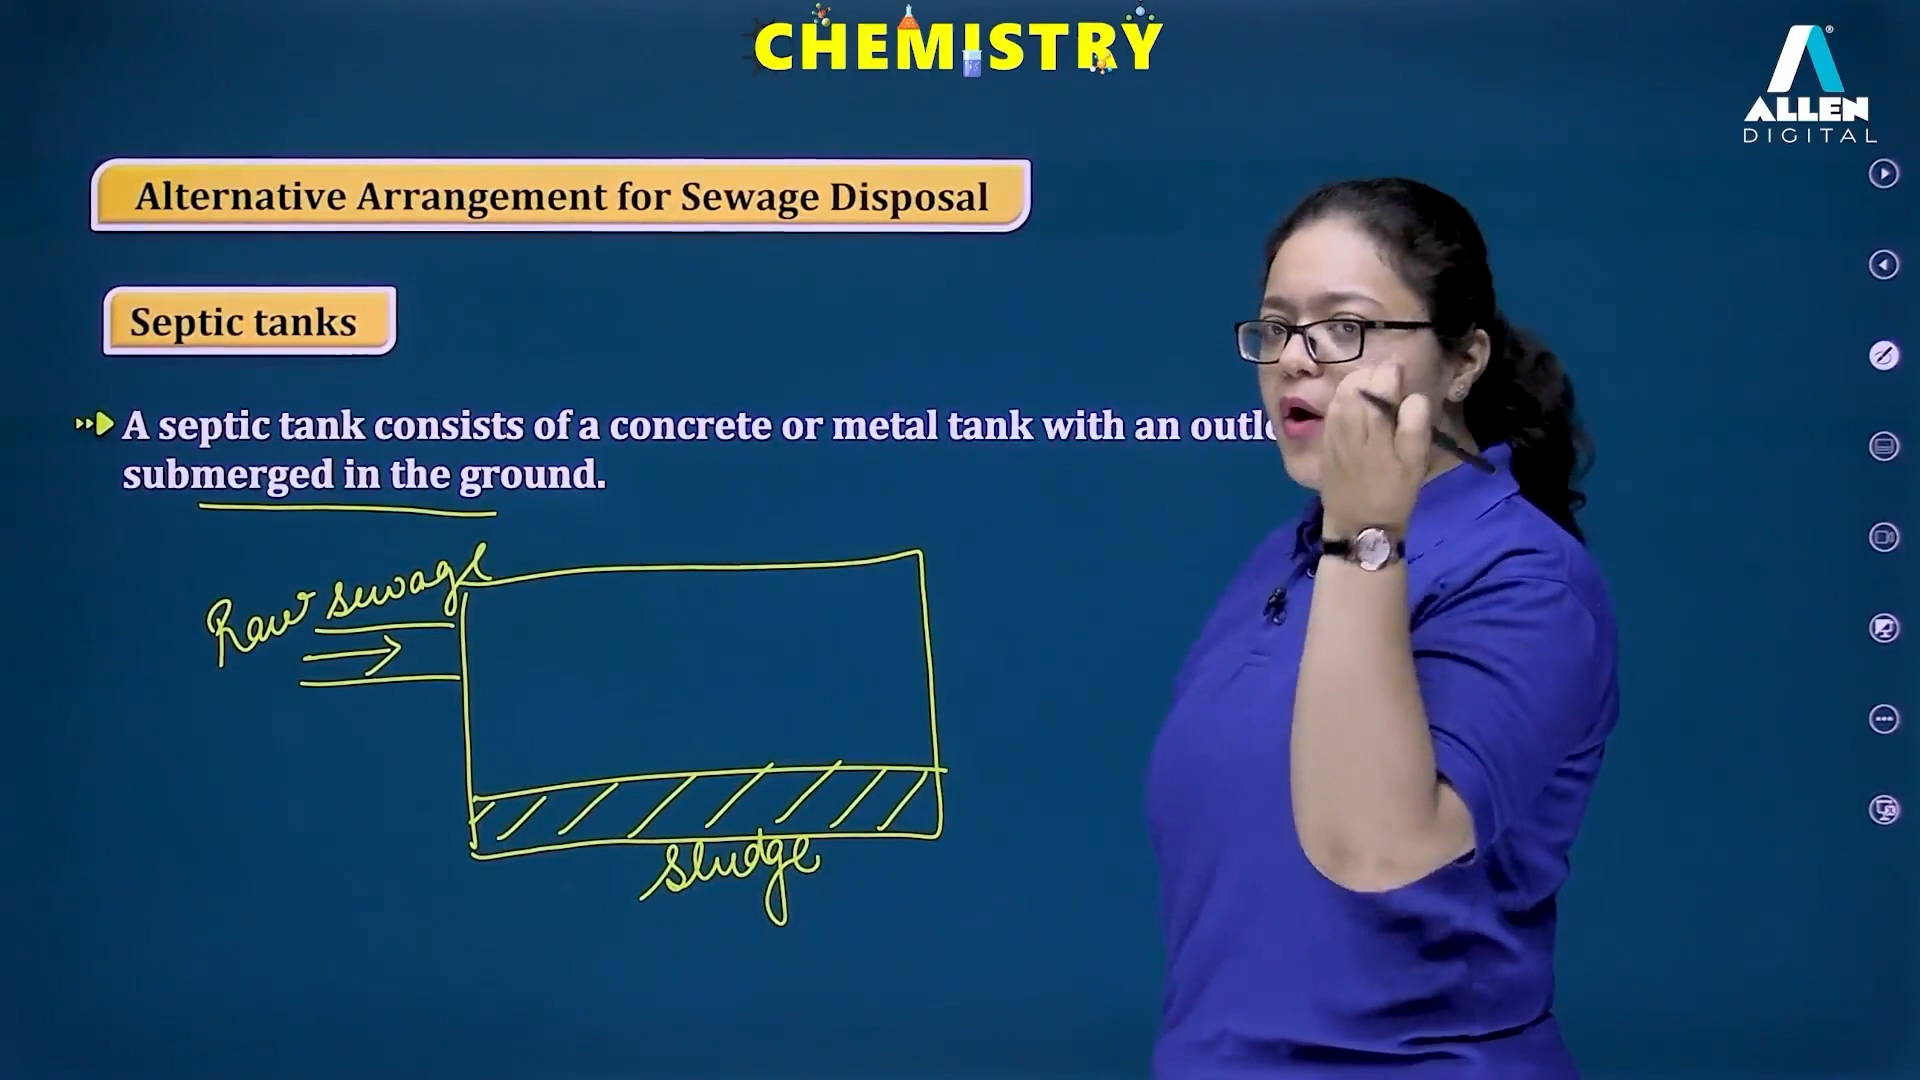 CHEMISTRY
ALLEN
DIGITAL
Alternative Arrangement for Sewage Disposal
Septic tanks
A septic tank consists of a concrete or metal tank with an
submerged in the ground.
Raw sewage
sludge